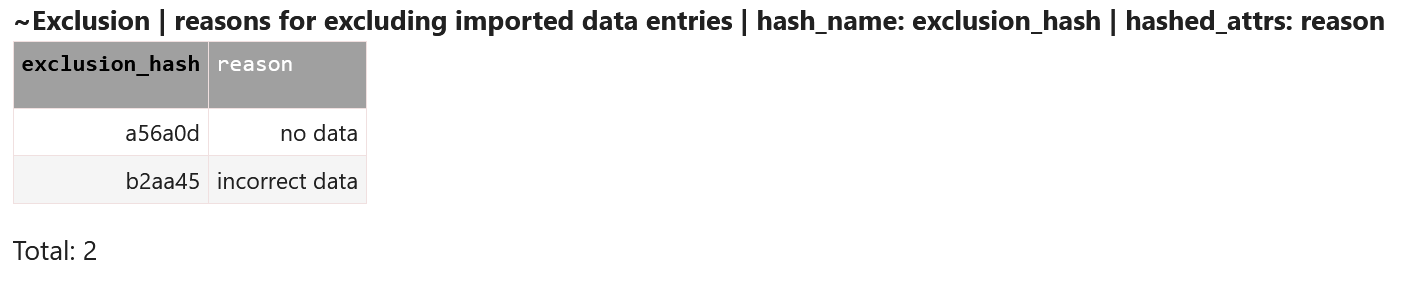 ~Exclusion | reasons for excluding imported data entries | hash_name: exclusion_hash | hashed_attrs: reason
exclusion_hash reason
a56a0d no data
b2aa45 incorrect data
Total: 2